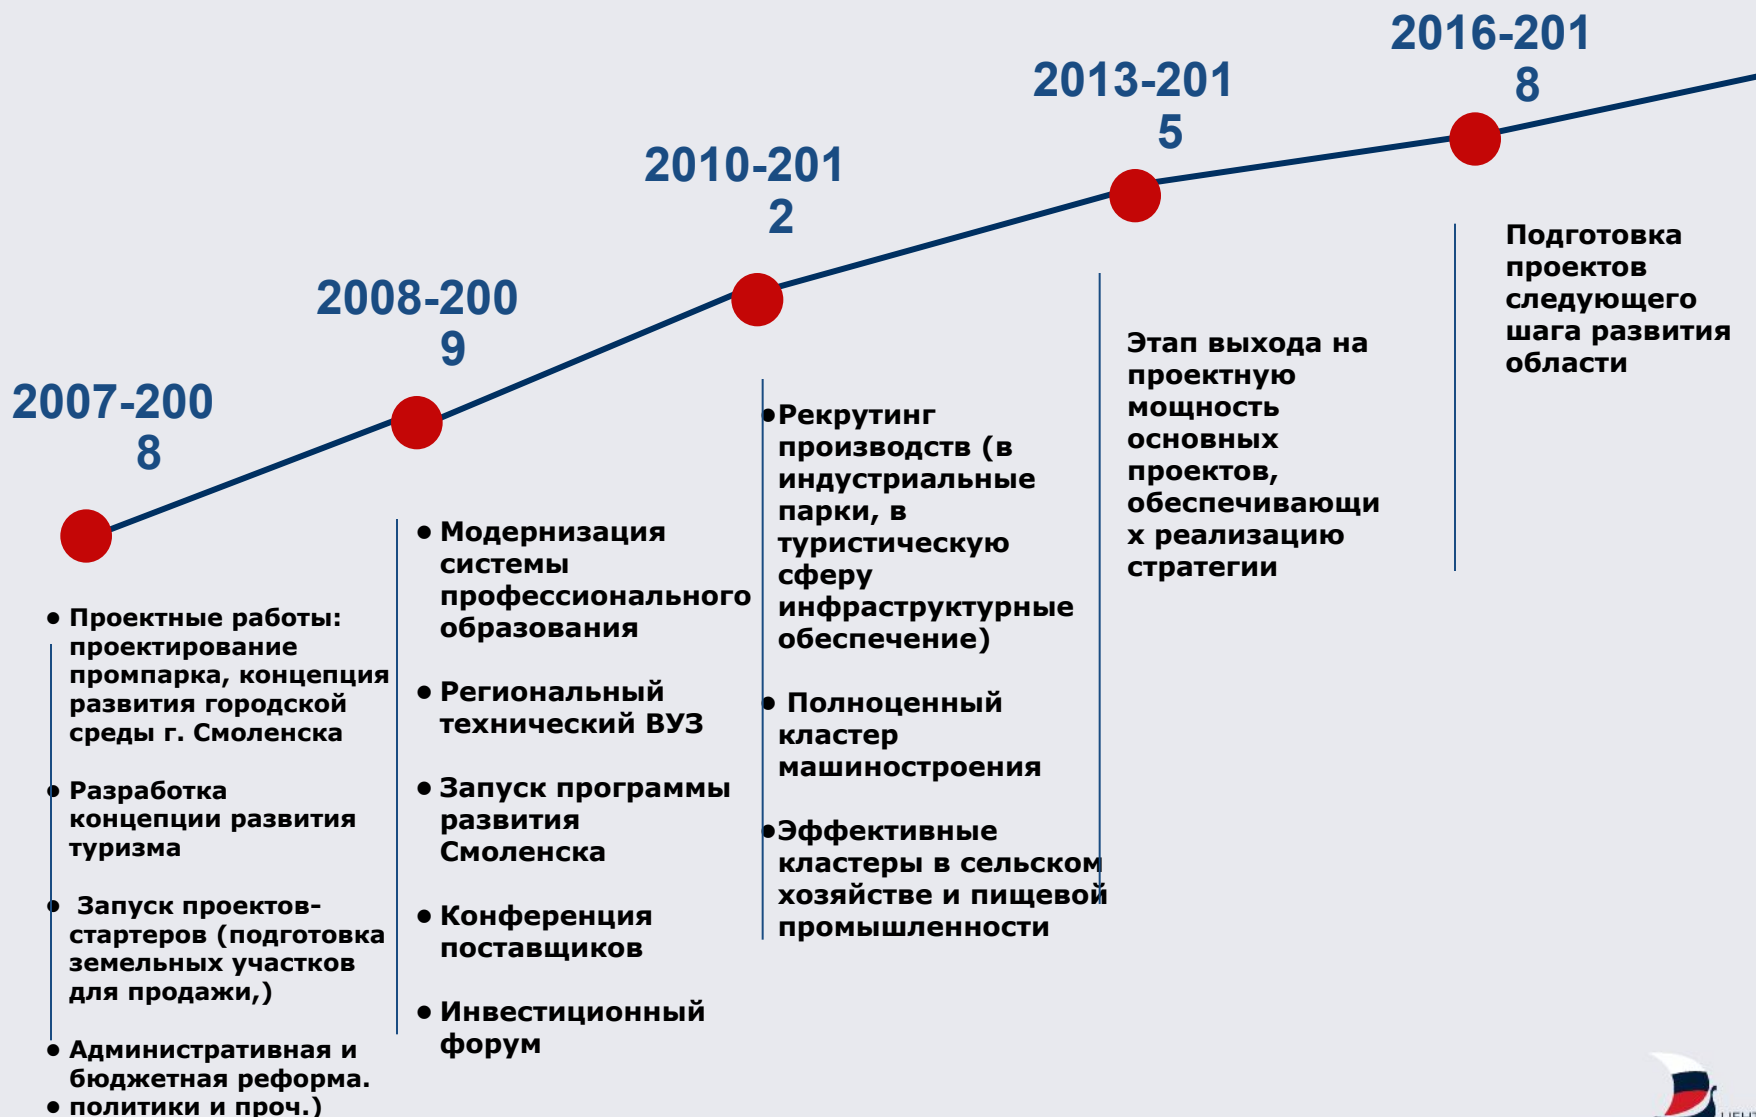 2007-200
8
● Проектные работы:
проектирование
промпарка, концепция
развития городской
среды г. Смоленска
● Разработка
концепции развития
туризма
● Запуск проектов-
стартеров (подготовка
земельных участков
для продажи,)
● Административная и
бюджетная реформа.
● политики и проч.)
2008-200
9
● Модернизация
системы
профессионального
образования
● Региональный
технический ВУЗ
● Запуск программы
развития
Смоленска
● Конференция
поставщиков
● Инвестиционный
форум
2010-201
2
●Рекрутинг
производств (в
индустриальные
парки, в
туристическую
сферу
инфраструктурные
обеспечение)
● Полноценный
кластер
машиностроения
●Эффективные
кластеры в сельском
хозяйстве и пищевой
промышленности
2013-201
5
Этап выхода на
проектную
мощность
основных
проектов,
обеспечивающи
х реализацию
стратегии
2016-201
8
Подготовка
проектов
следующего
шага развития
области